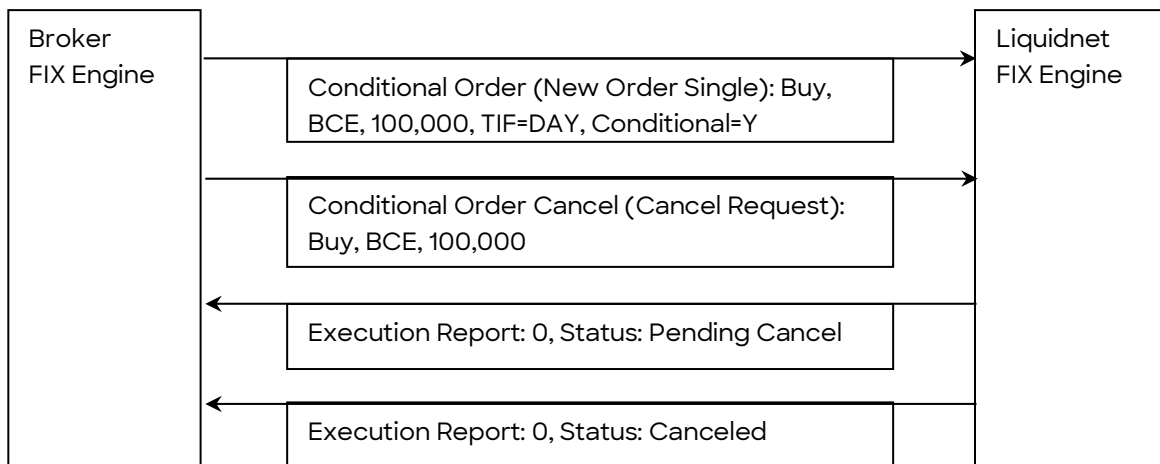 Broker
FIX Engine
Liquidnet
FIX Engine
Conditional Order (New Order Single): Buy,
BCE, 100,000, TIF=DAY, Conditional=Y
Conditional Order Cancel (Cancel Request):
Buy, BCE, 100,000
Execution Report: 0, Status: Pending Cancel
Execution Report: 0, Status: Canceled